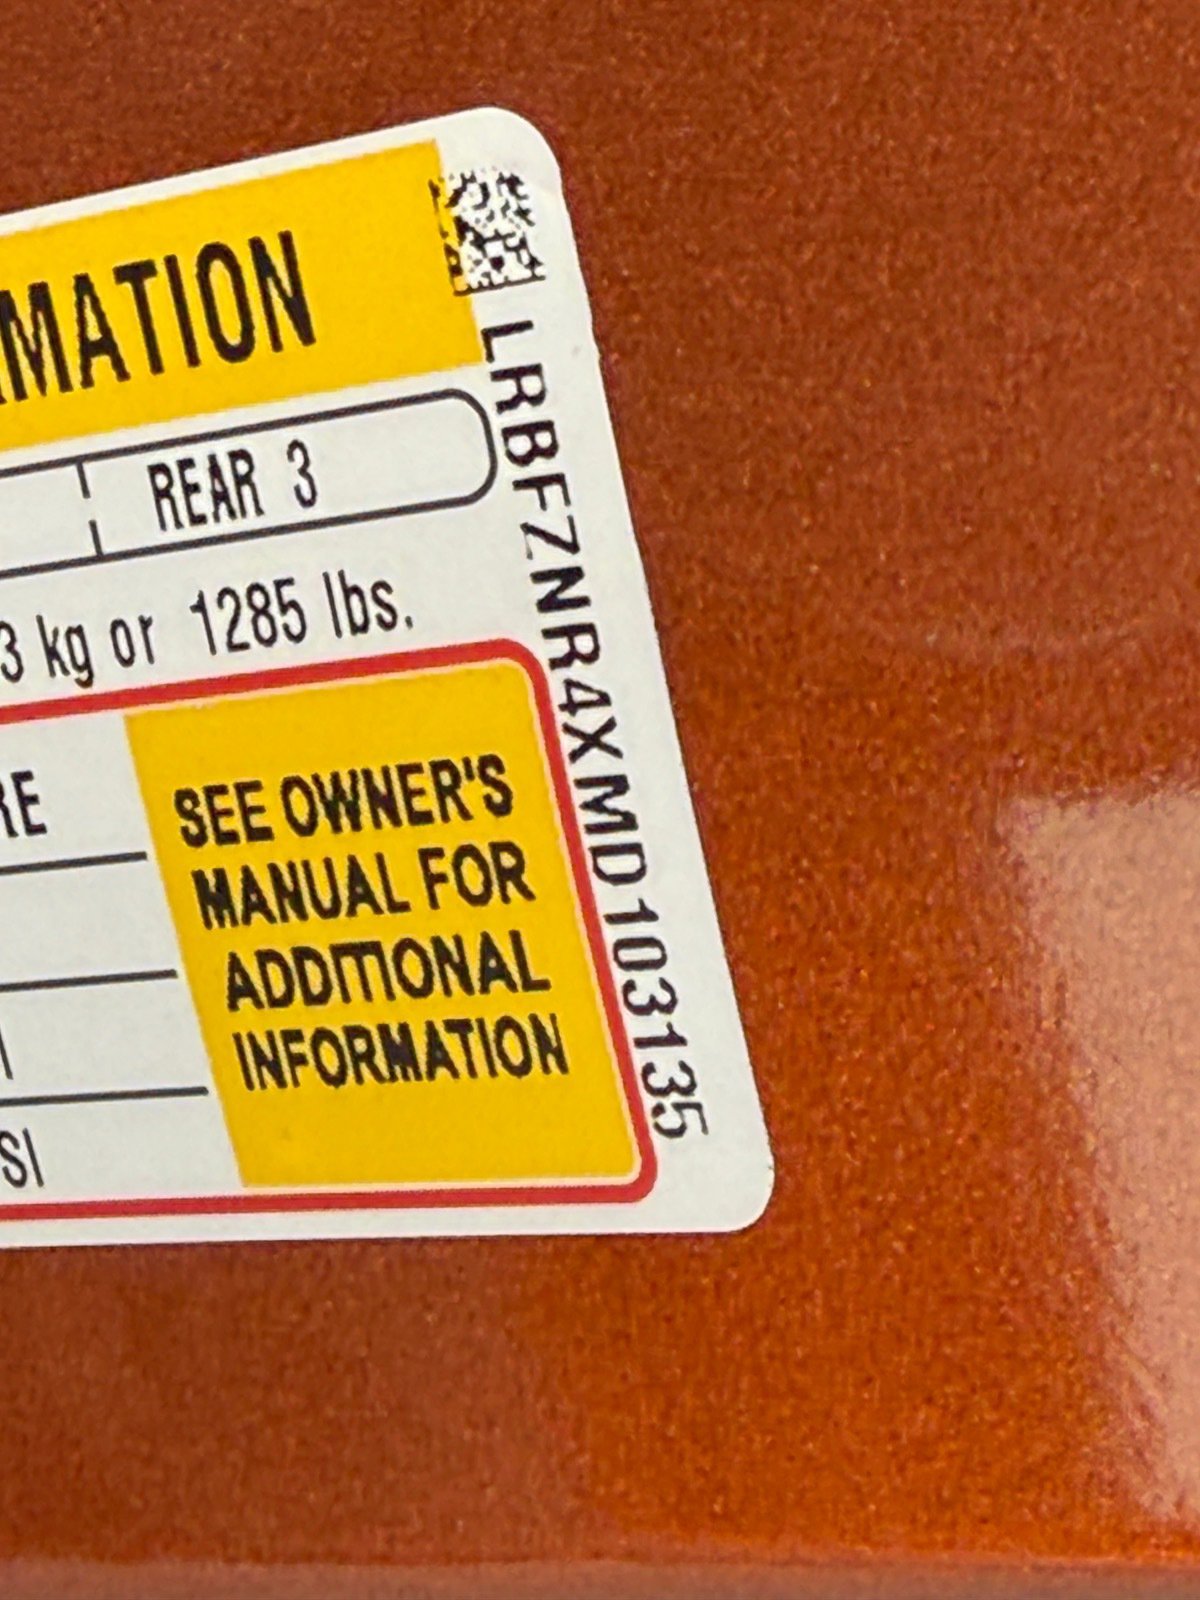 MATION
REAR 3
3 kg or 1285 lbs.
RE
SEE OWNER'S
MANUAL FOR
ADDITIONAL
INFORMATION
SI
LRBFZNR4XMD103135